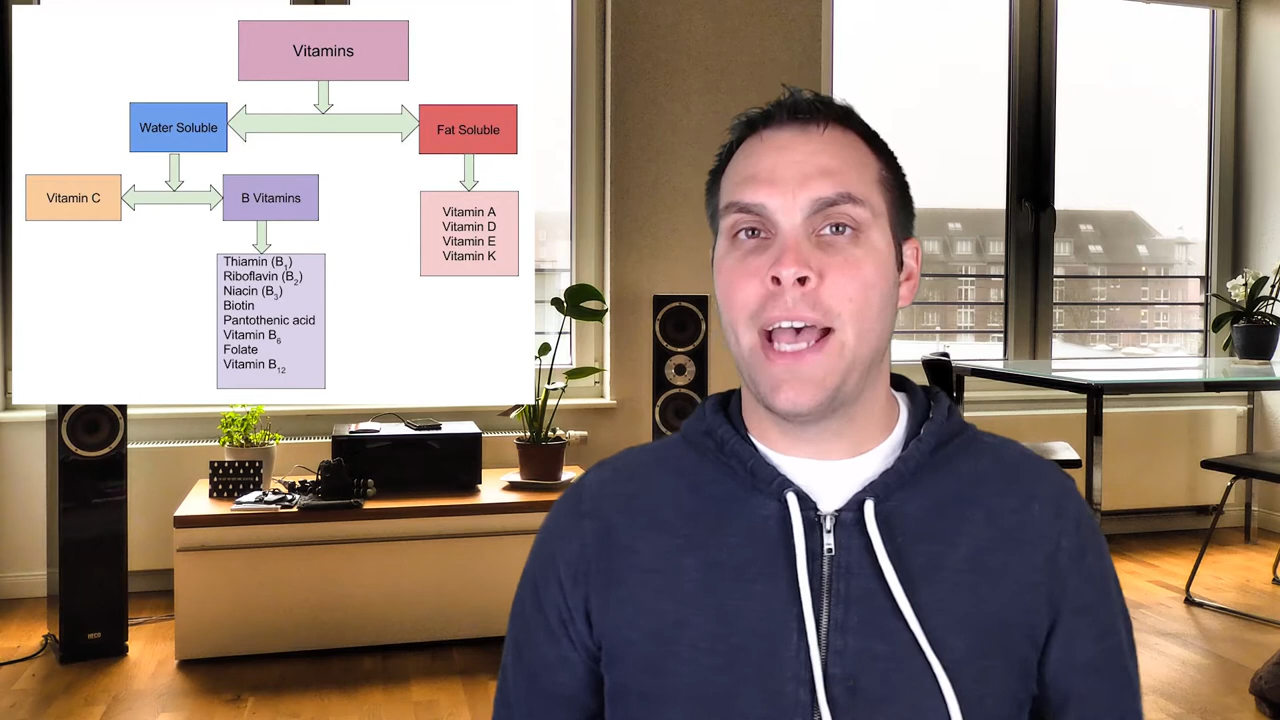 Vitamins
Water Soluble
Fat Soluble
Vitamin C
B Vitamins
Vitamin A
Vitamin D
Vitamin E
Vitamin K
Thiamin (B₁)
Riboflavin (B₂)
Niacin (B₃)
Biotin
Pantothenic acid
Vitamin B₆
Folate
Vitamin B₁₂